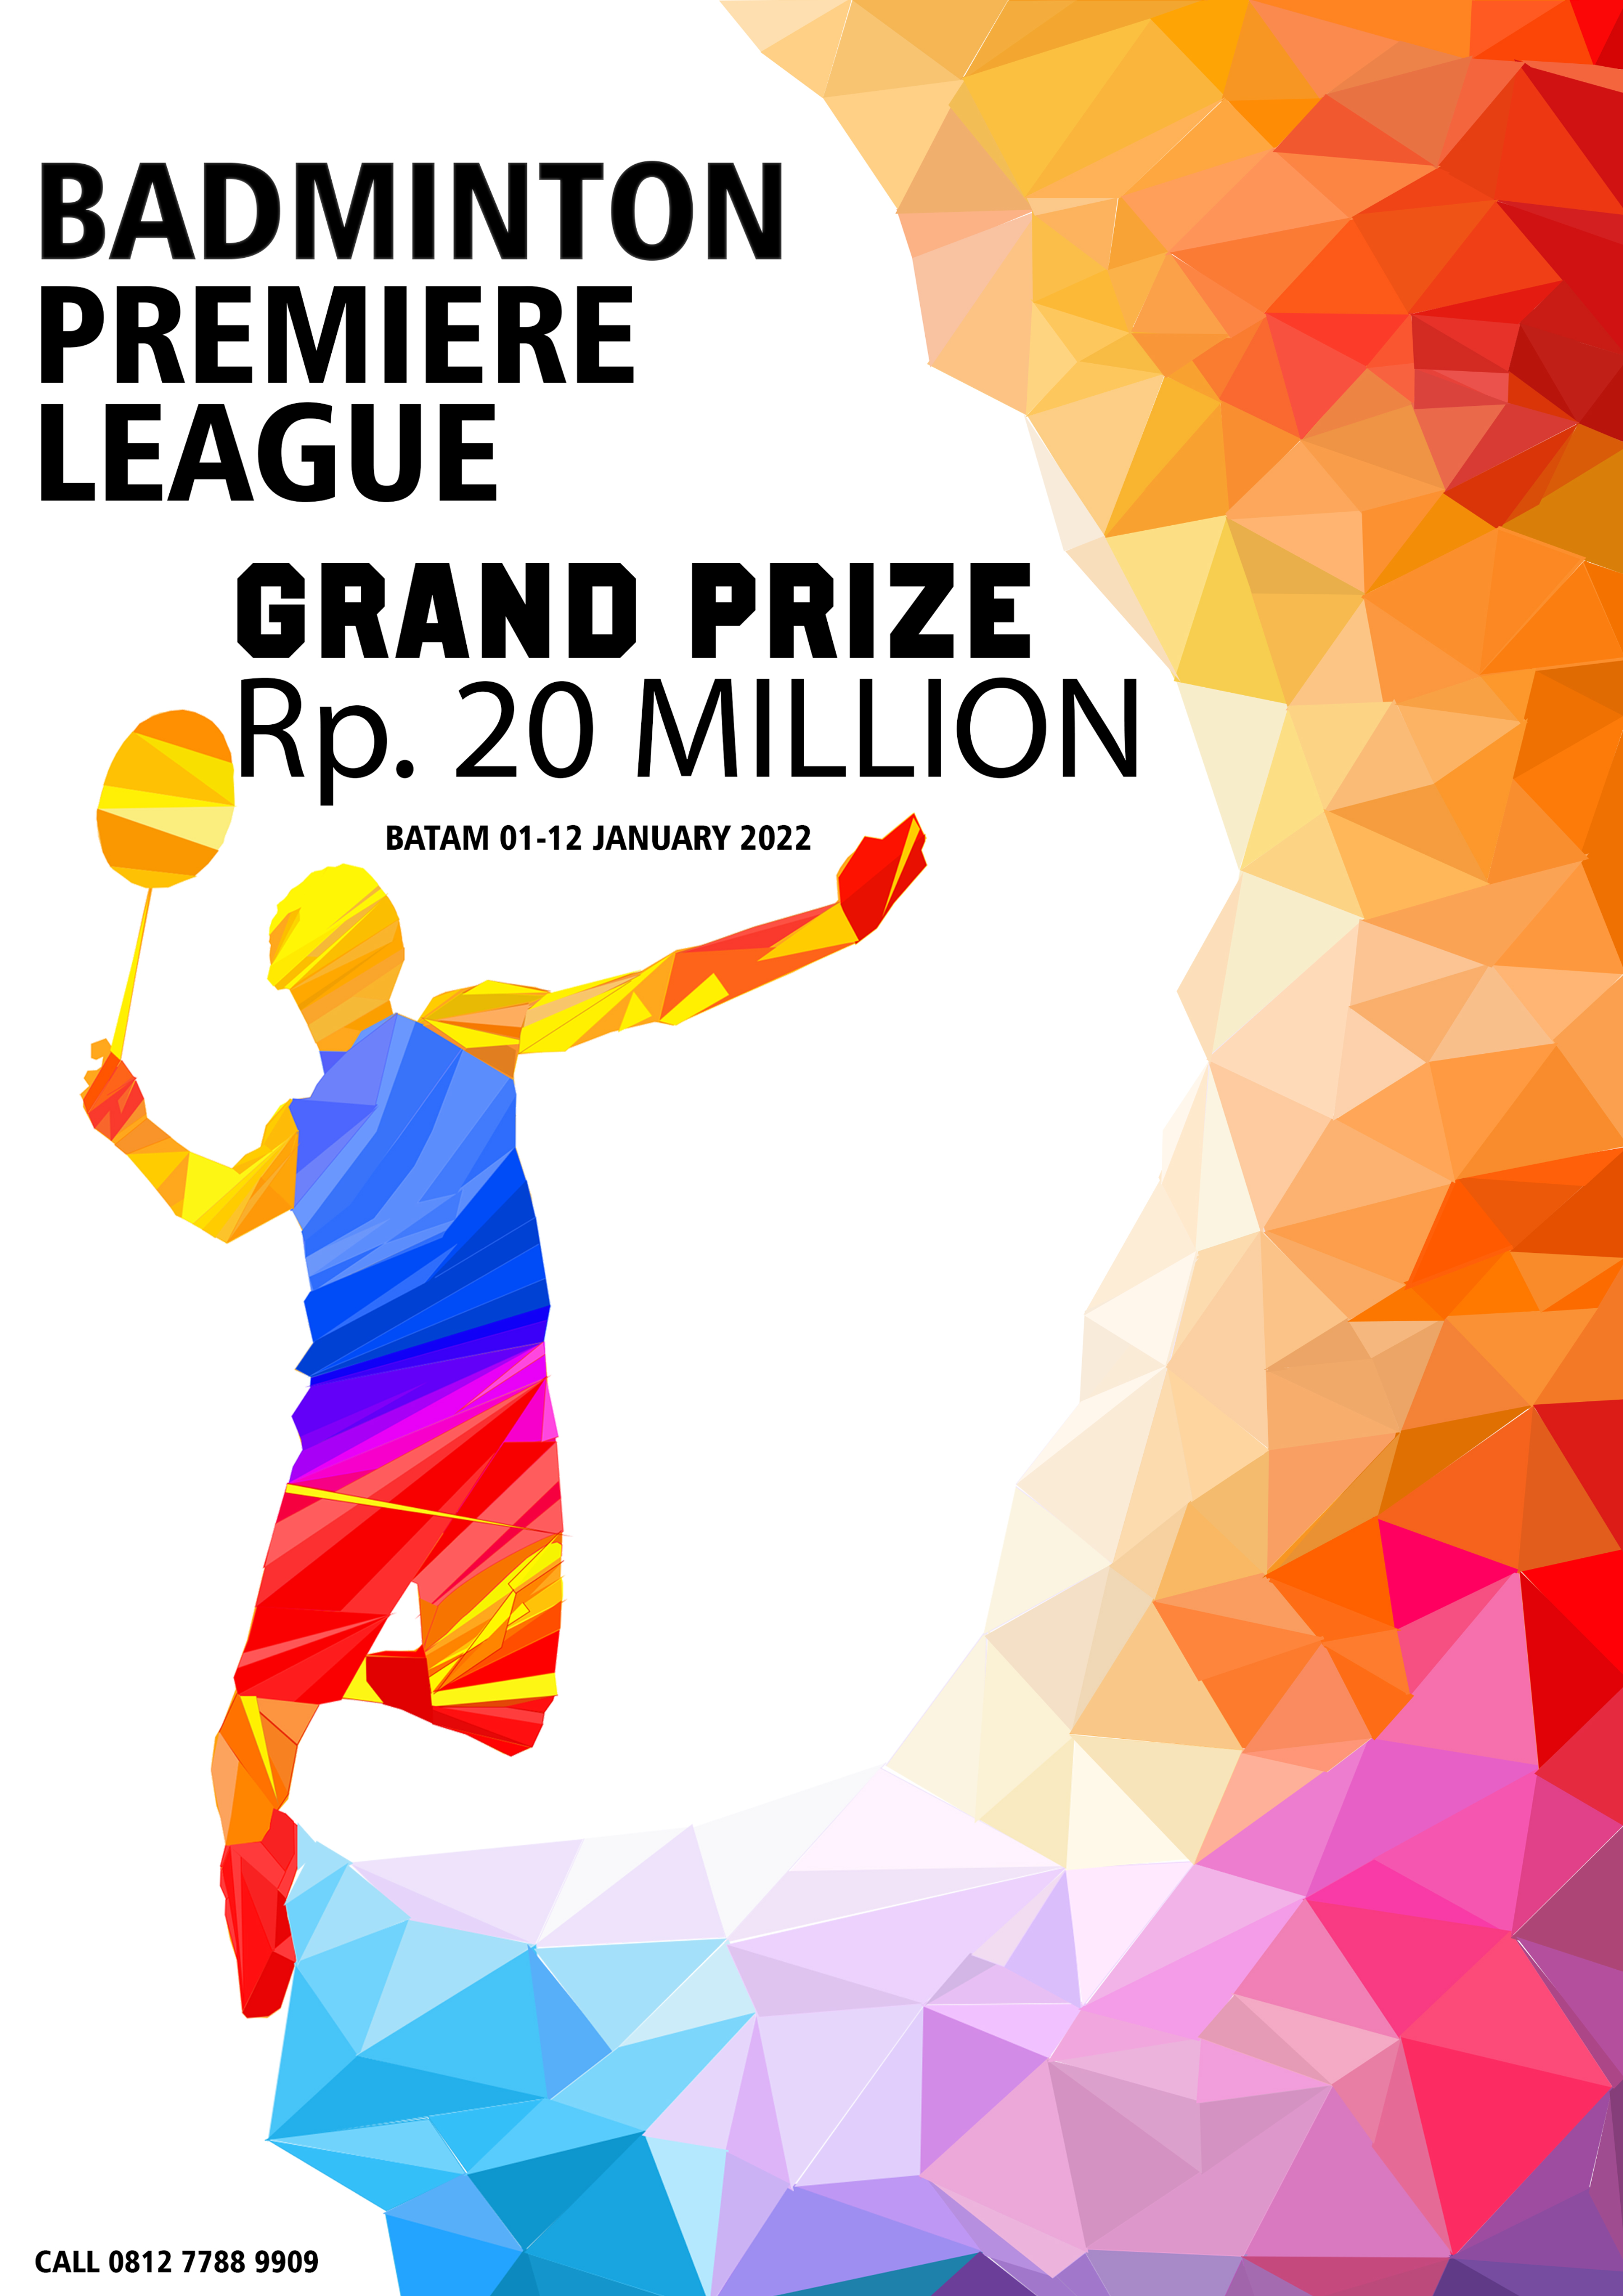 BADMINTON
PREMIERE
LEAGUE
GRAND PRIZE
Rp. 20 MILLION
BATAM 01-12 JANUARY 2022
CALL 0812 7788 9909